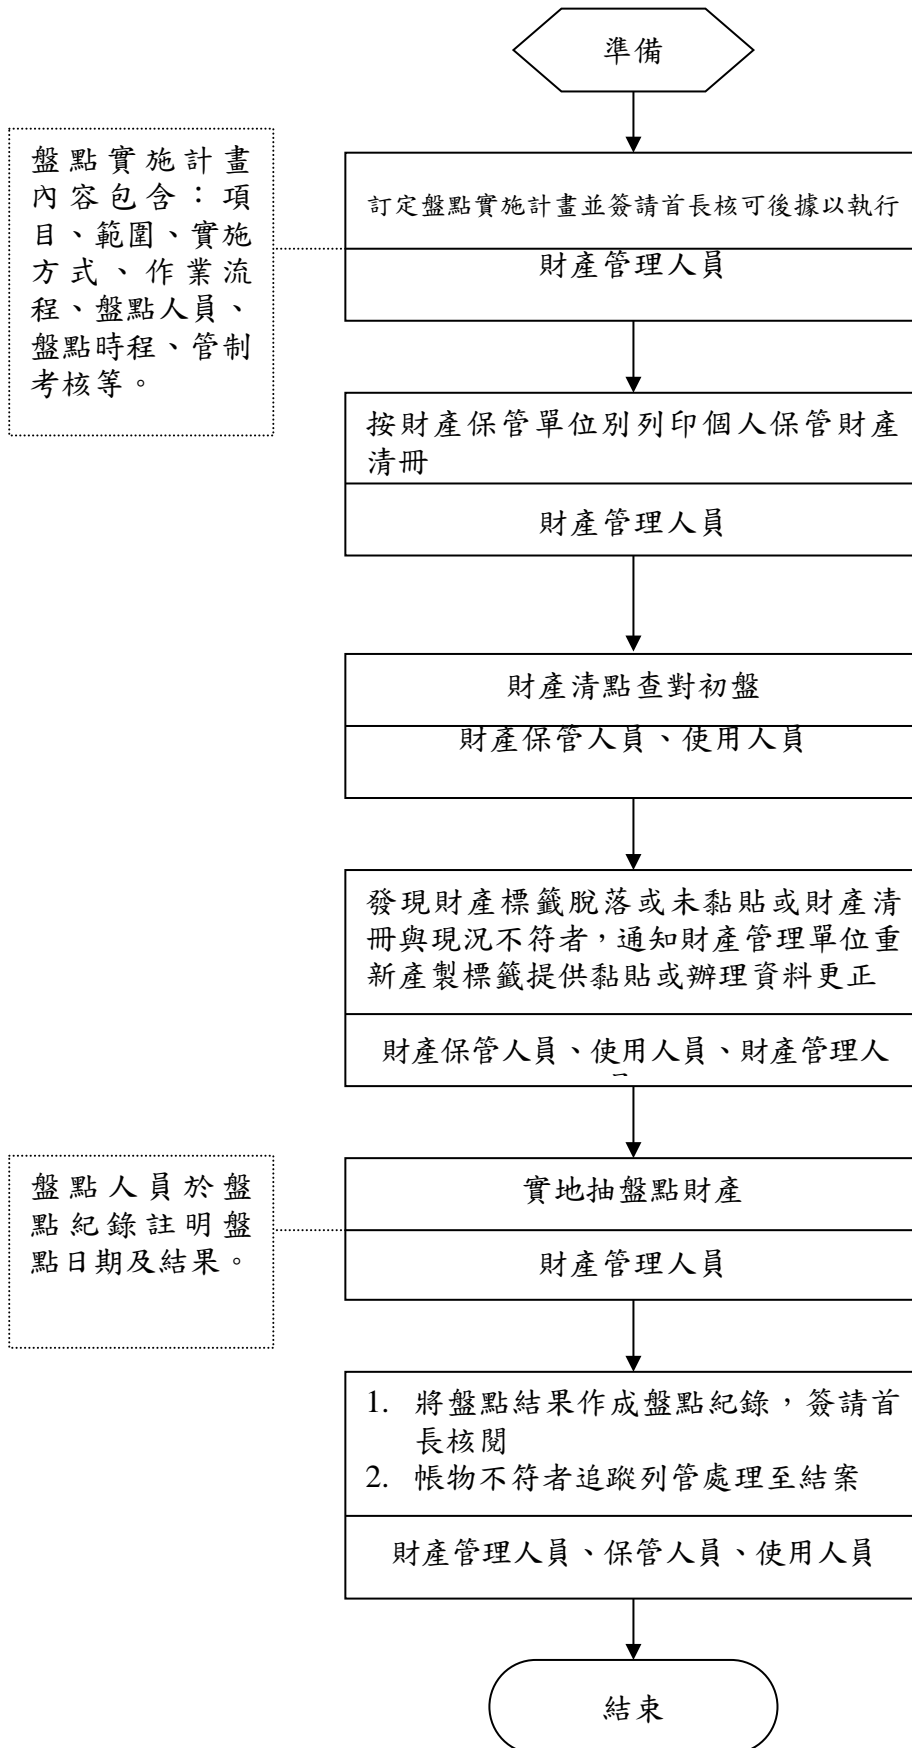 準備
盤點實施計畫
內容包含：項
目、範圍、實施
方式、作業流
程、盤點人員、
盤點時程、管制
考核等。
訂定盤點實施計畫並簽請首長核可後據以執行
財產管理人員
按財產保管單位別列印個人保管財產
清冊
財產管理人員
財產清點查對初盤
財產保管人員、使用人員
發現財產標籤脫落或未黏貼或財產清
冊與現況不符者，通知財產管理單位重
新產製標籤提供黏貼或辦理資料更正
財產保管人員、使用人員、財產管理人
盤點人員於盤
點紀錄註明盤
點日期及結果。
實地抽盤點財產
財產管理人員
1. 將盤點結果作成盤點紀錄，簽請首
長核閱
2. 帳物不符者追蹤列管處理至結案
財產管理人員、保管人員、使用人員
結束